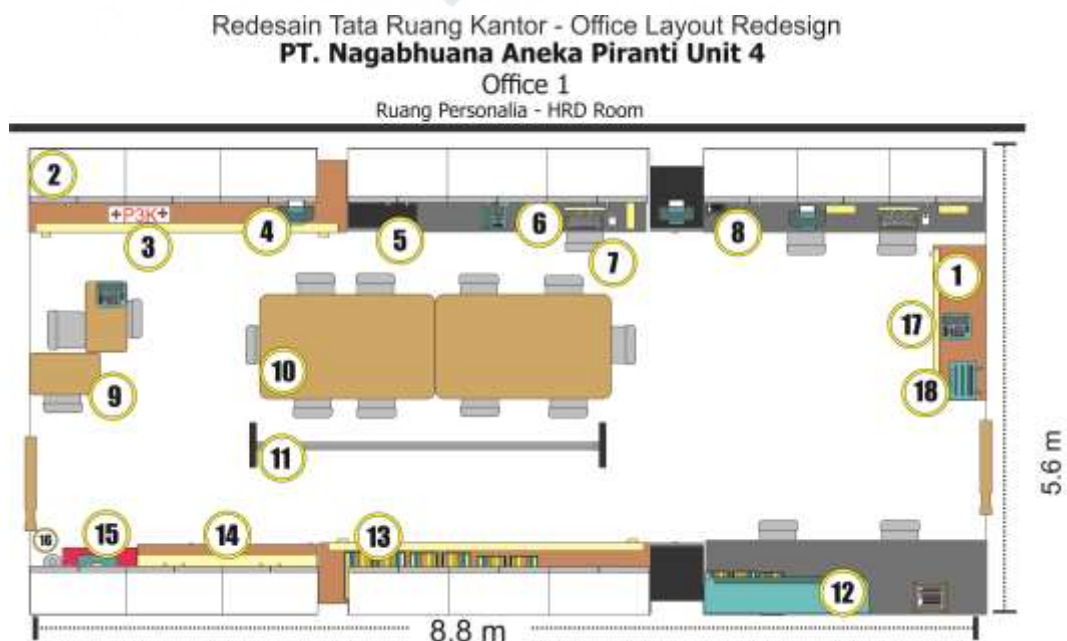 Redesain Tata Ruang Kantor - Office Layout Redesign
PT. Nagabhuana Aneka Piranti Unit 4
Office 1
Ruang Personalia - HRD Room
2
+P3K+
3
4
5
6
7
8
1
17
18
10
9
11
5.6 m
16
15
14
13
12
8.8 m